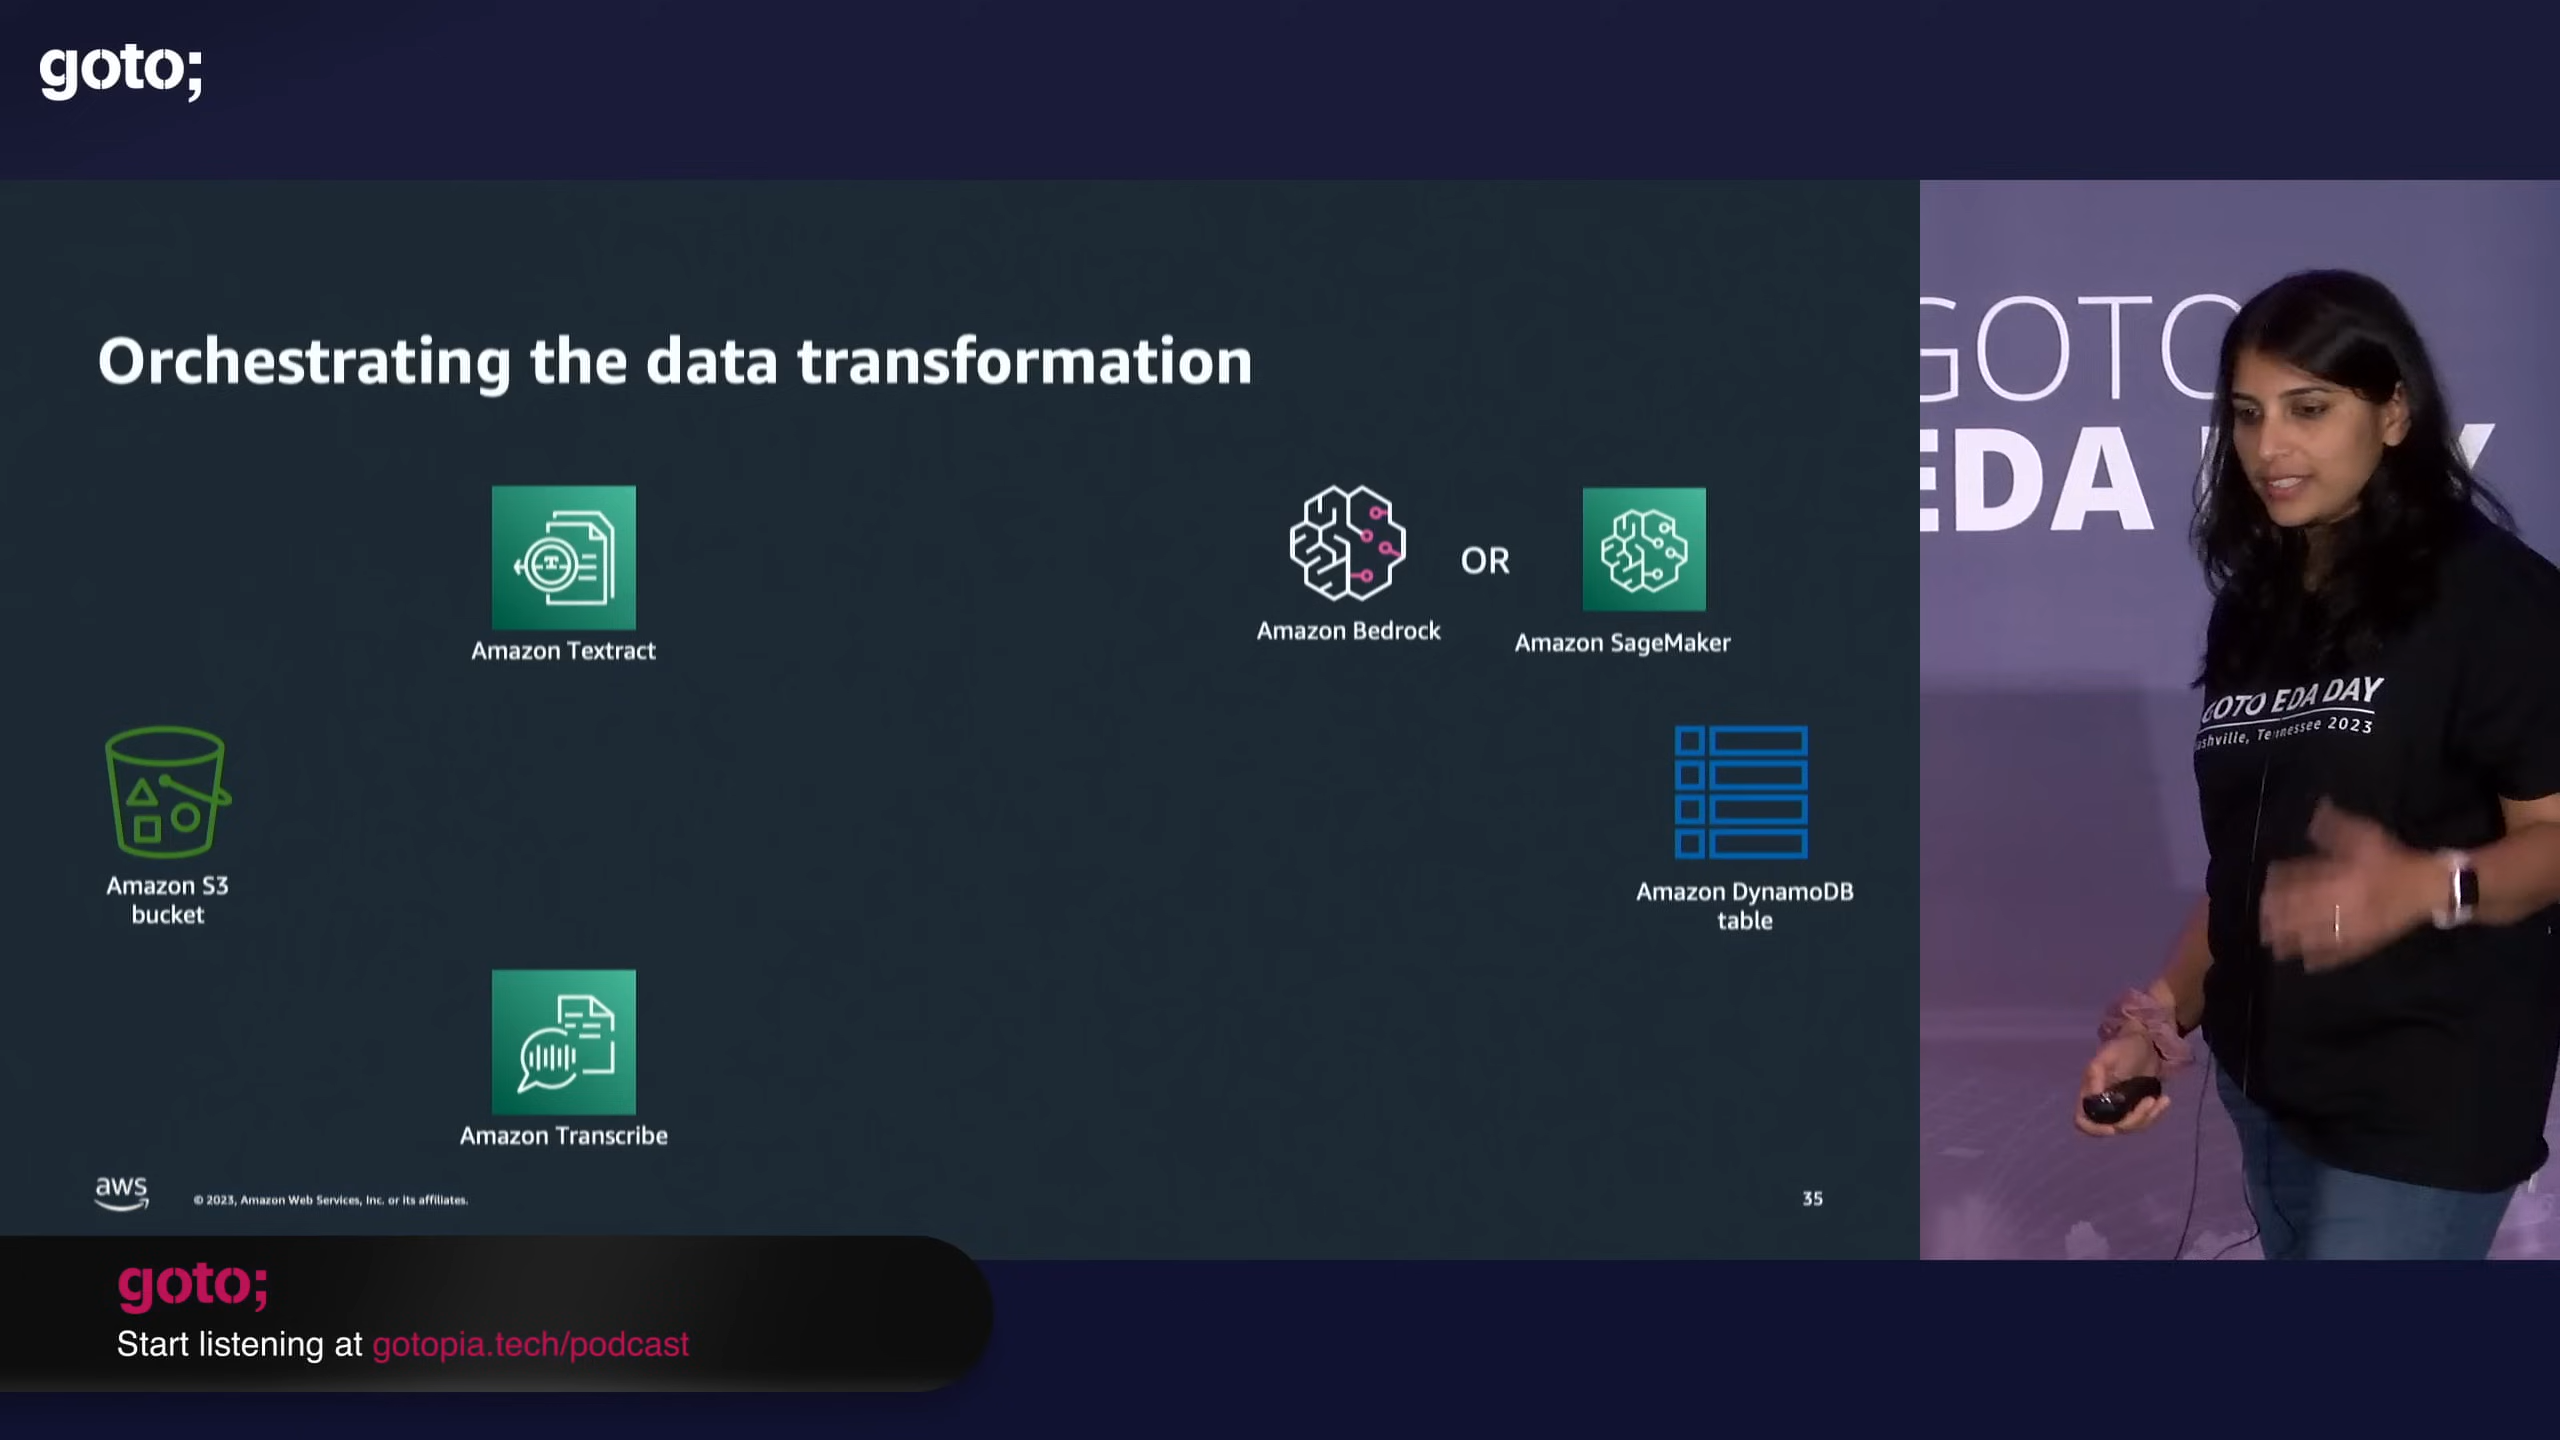 goto;
Orchestrating the data transformation
Amazon Textract
Amazon Bedrock
OR
Amazon SageMaker
Amazon S3
bucket
Amazon DynamoDB
table
Amazon Transcribe
aws
© 2023, Amazon Web Services, Inc. or its affiliates.
35
GOTO
EDA
GOTO EDA DAY
Nashville, Tennessee 2023
goto;
Start listening at gotopia.tech/podcast